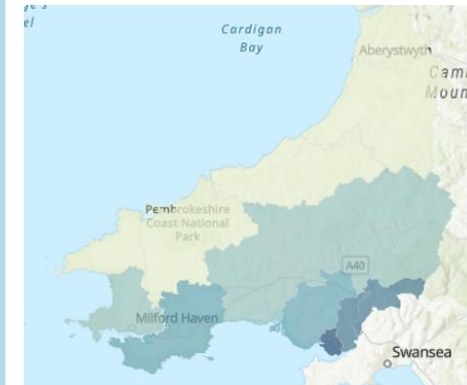 Cardigan
Bay
Aberystwyth
Pembrokeshire
Coast National
Park
A40
Milford Haven
Swansea